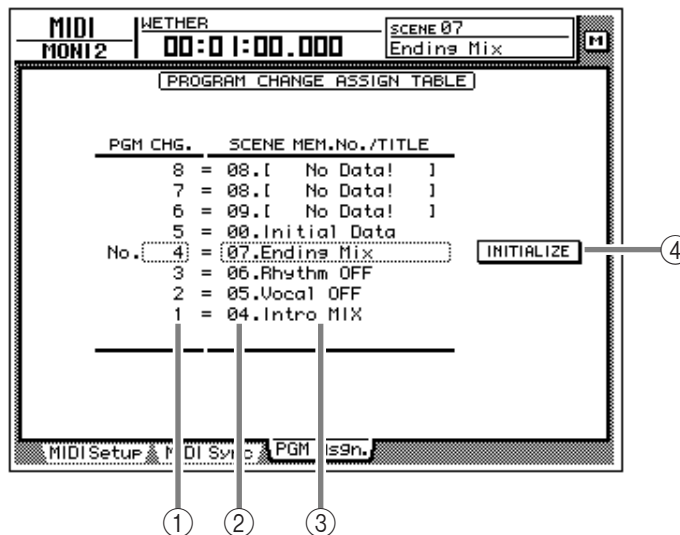 MIDI
MONI2
WETHER
00:01:00.000
SCENE 07
Ending Mix
M
PROGRAM CHANGE ASSIGN TABLE
PGM CHG. SCENE MEM.No./TITLE
8 = 08.[ No Data! ]
7 = 08.[ No Data! ]
6 = 09.[ No Data! ]
5 = 00.Initial Data
No. 4 = 07.Ending Mix INITIALIZE ④
3 = 06.Rhythm OFF
2 = 05.Vocal OFF
1 = 04.Intro MIX
MIDI Setup MIDI Sync PGM Asgn.
① ② ③